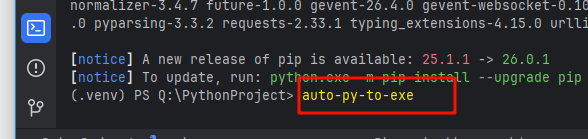 normalizer-3.4.7 future-1.0.0 gevent-26.4.0 gevent-websocket-0.10
.0 pyparsing-3.3.2 requests-2.33.1 typing_extensions-4.15.0 urlli
[notice] A new release of pip is available: 25.1.1 -> 26.0.1
[notice] To update, run: python.exe -m pip install --upgrade pip
(.venv) PS Q:\PythonProject> auto-py-to-exe